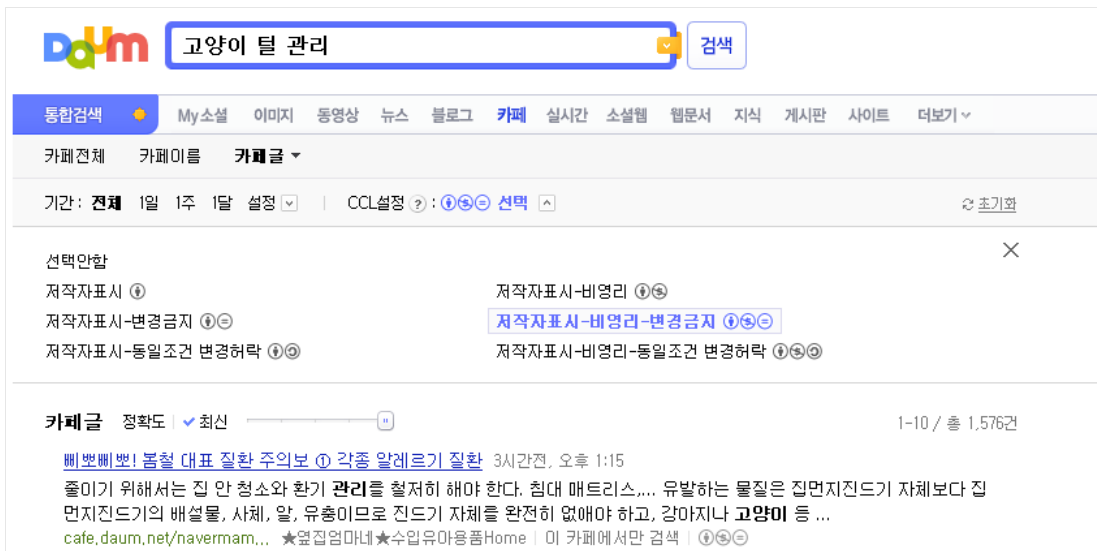 Daum 고양이 털 관리 검색
통합검색 My소셜 이미지 동영상 뉴스 블로그 카페 실시간 소셜웹 웹문서 지식 게시판 사이트 더보기
카페전체 카페이름 카페글
기간 : 전체 1일 1주 1달 설정 CCL설정 ? : 선택 초기화
선택안함
저작자표시 저작자표시-비영리
저작자표시-변경금지 저작자표시-비영리-변경금지
저작자표시-동일조건 변경허락 저작자표시-비영리-동일조건 변경허락
카페글 정확도 최신 1-10 / 총 1,576건
삐뽀삐뽀! 봄철 대표 질환 주의보 ① 각종 알레르기 질환 3시간전, 오후 1:15
줄이기 위해서는 집 안 청소와 환기 관리를 철저히 해야 한다. 침대 매트리스,... 유발하는 물질은 집먼지진드기 자체보다 집
먼지진드기의 배설물, 사체, 알, 유충이므로 진드기 자체를 완전히 없애야 하고, 강아지나 고양이 등 ...
cafe.daum.net/navermam... ★옆집엄마네★수입유아용품Home 이 카페에서만 검색